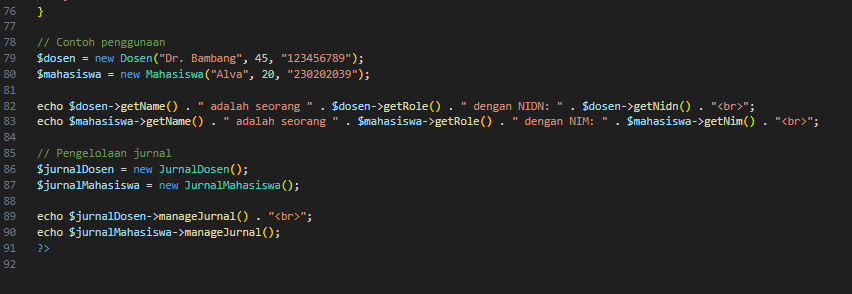 76 }
77
78 // Contoh penggunaan
79 $dosen = new Dosen("Dr. Bambang", 45, "123456789");
80 $mahasiswa = new Mahasiswa("Alva", 20, "230202039");
81
82 echo $dosen->getName() . " adalah seorang " . $dosen->getRole() . " dengan NIDN: " . $dosen->getNidn() . "<br>";
83 echo $mahasiswa->getName() . " adalah seorang " . $mahasiswa->getRole() . " dengan NIM: " . $mahasiswa->getNim() . "<br>";
84
85 // Pengelolaan jurnal
86 $jurnalDosen = new JurnalDosen();
87 $jurnalMahasiswa = new JurnalMahasiswa();
88
89 echo $jurnalDosen->manageJurnal() . "<br>";
90 echo $jurnalMahasiswa->manageJurnal();
91 ?>
92